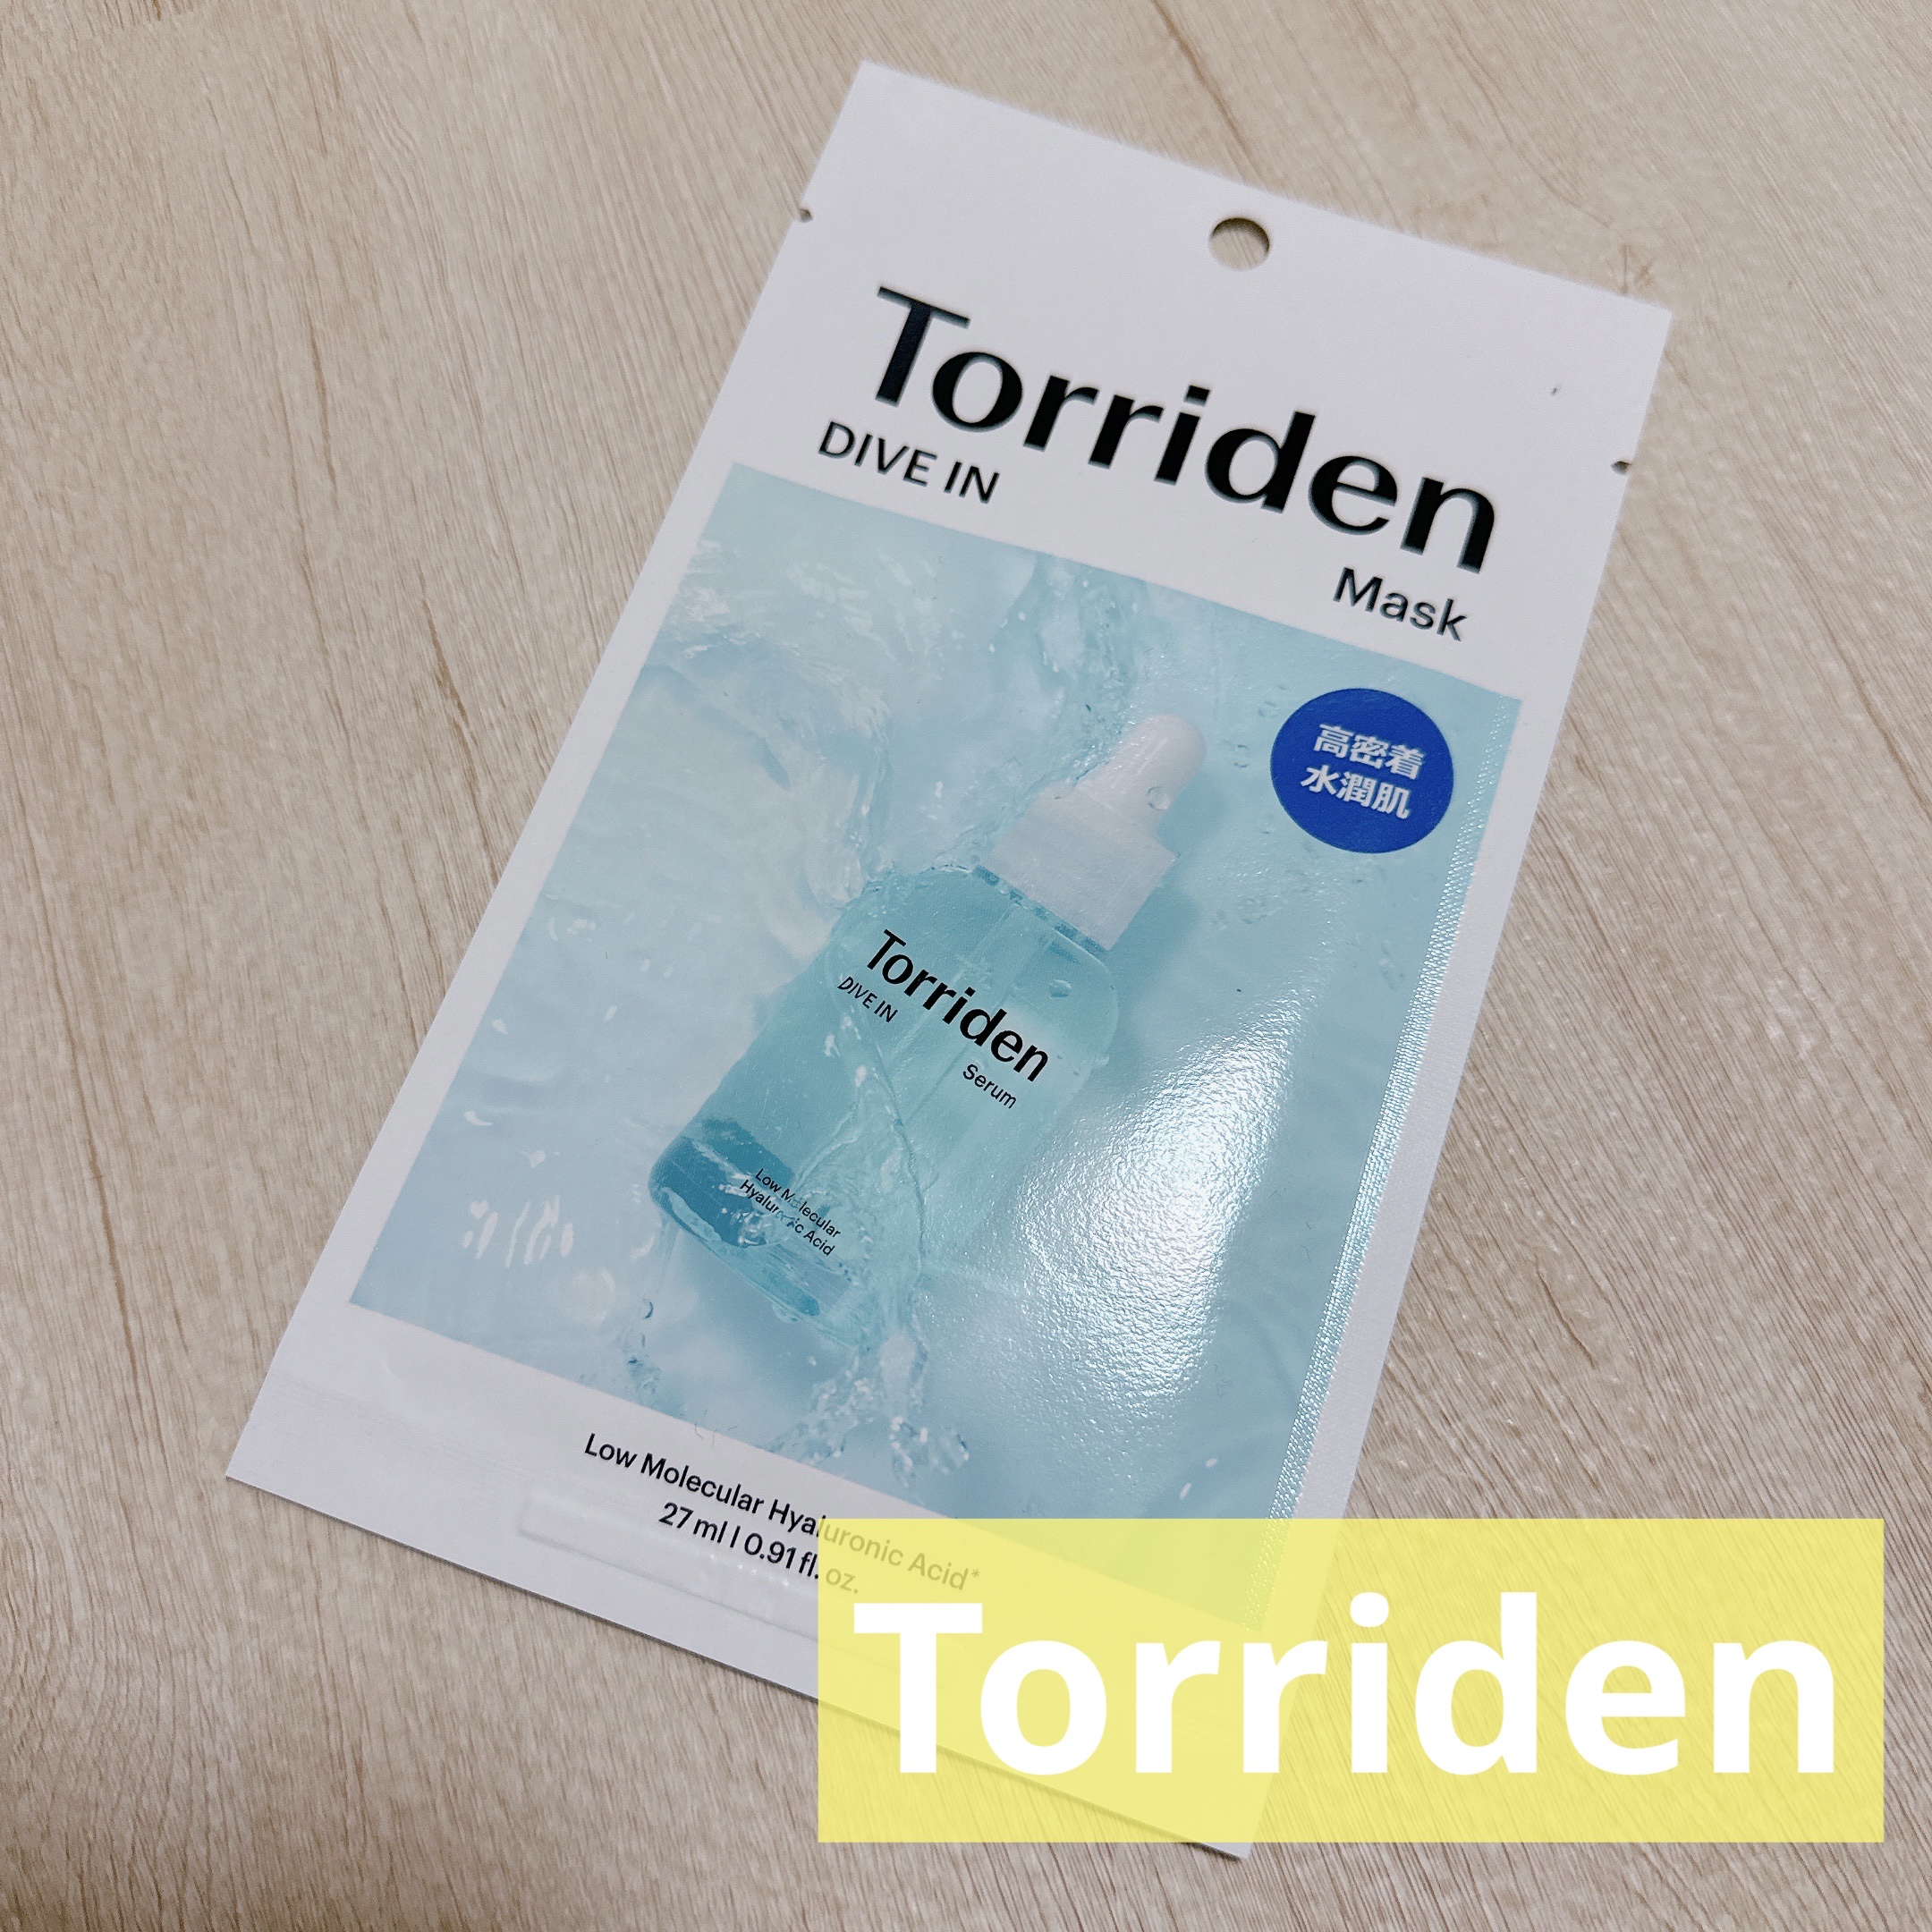 Torriden
DIVE IN
Mask
高密着
水潤肌
Torriden
DIVE IN
Serum
Low Molecular
Hyaluronic Acid
Low Molecular Hyaluronic Acid*
27 ml | 0.91 fl. oz.
Torriden